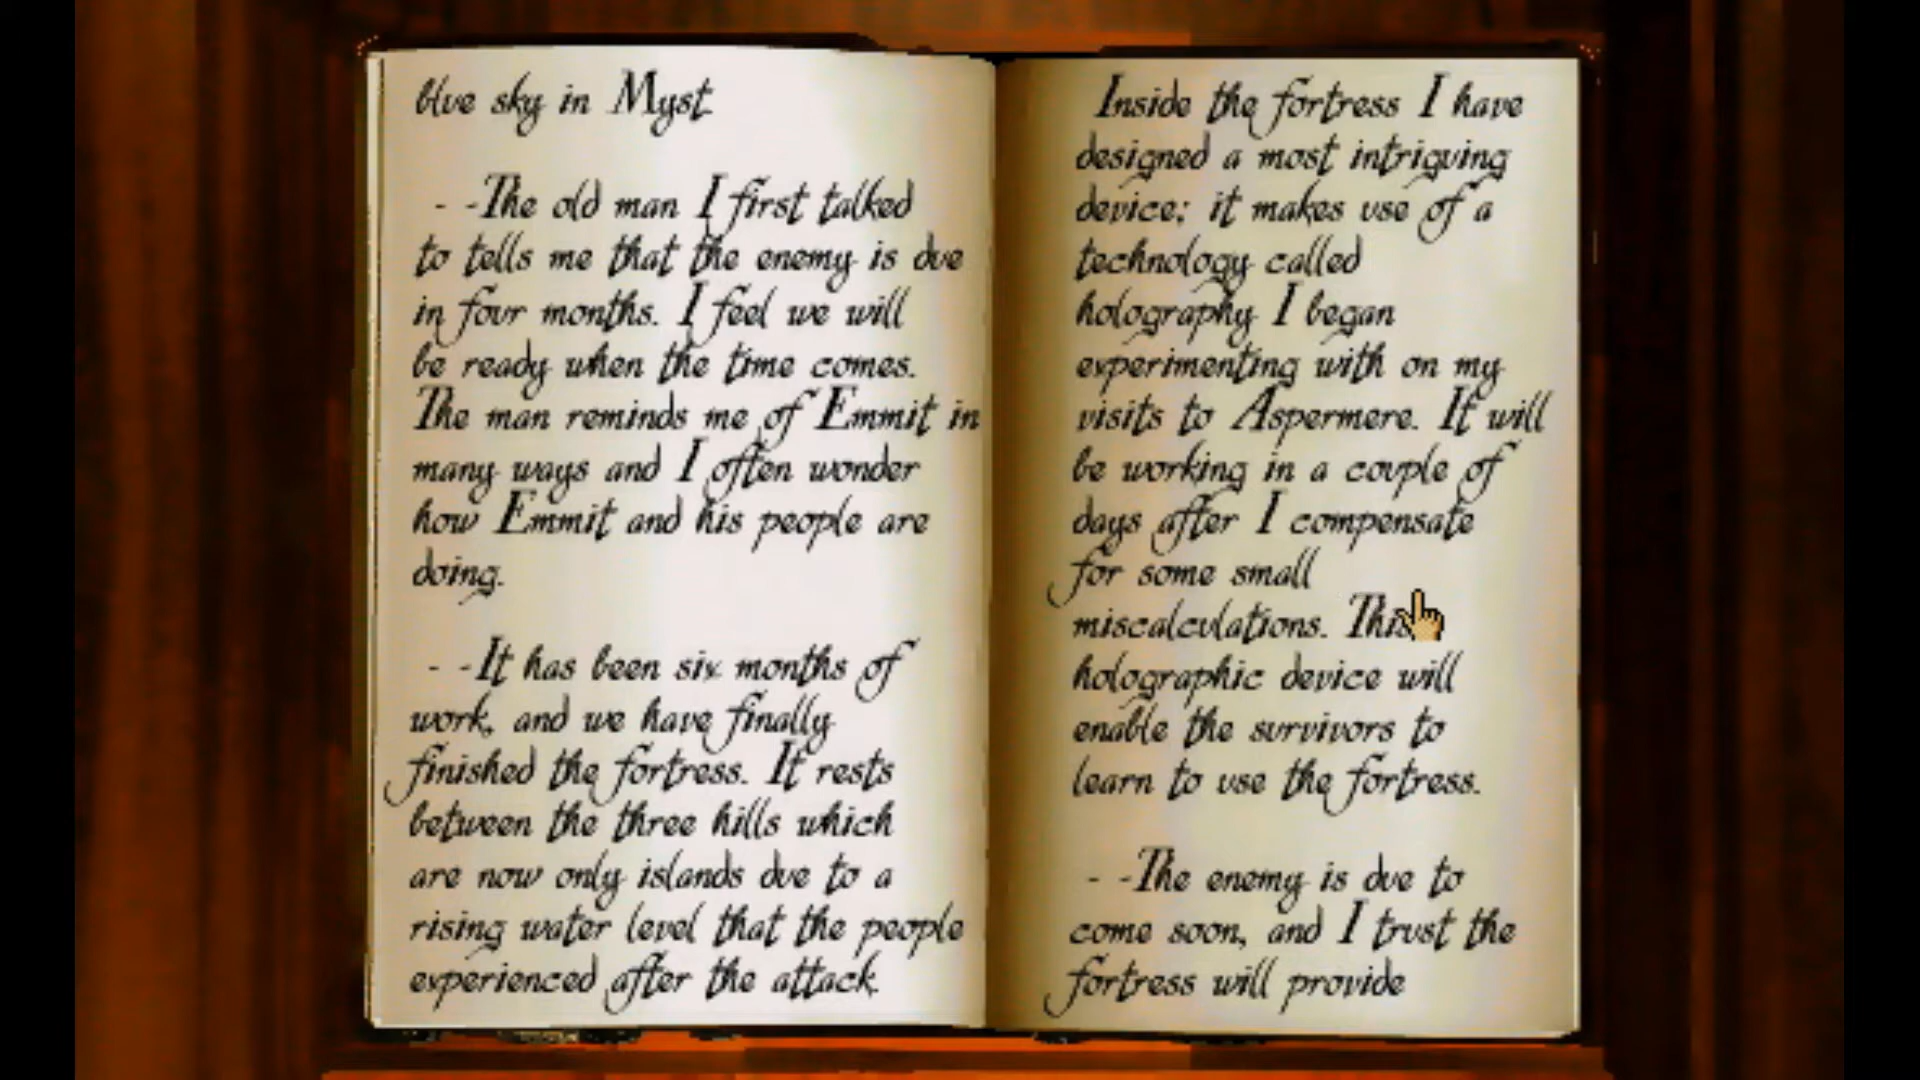 blue sky in Myst.
- -The old man I first talked
to tells me that the enemy is due
in four months. I feel we will
be ready when the time comes.
The man reminds me of Emmit in
many ways and I often wonder
how Emmit and his people are
doing.
- -It has been six months of
work, and we have finally
finished the fortress. It rests
between the three hills which
are now only islands due to a
rising water level that the people
experienced after the attack.
Inside the fortress I have
designed a most intriguing
device; it makes use of a
technology called
holography I began
experimenting with on my
visits to Aspermere. It will
be working in a couple of
days after I compensate
for some small
miscalculations. This
holographic device will
enable the survivors to
learn to use the fortress.
- -The enemy is due to
come soon, and I trust the
fortress will provide